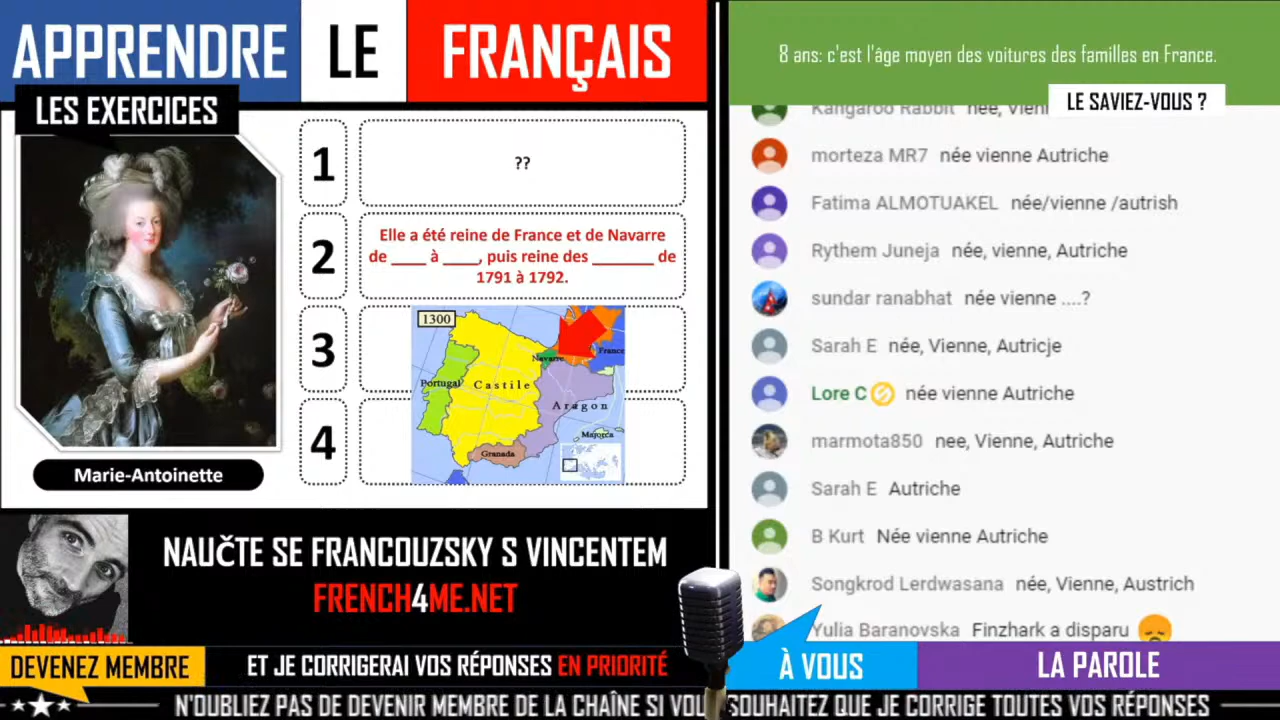 APPRENDRE LE FRANÇAIS
LES EXERCICES
1
??
2
Elle a été reine de France et de Navarre
de ____ à ____, puis reine des _______ de
1791 à 1792.
3
4
1300
Navarre
France
Portugal
Castile
Aragon
Majorca
Granada
Marie-Antoinette
NAUČTE SE FRANCOUZSKY S VINCENTEM
FRENCH4ME.NET
DEVENEZ MEMBRE
ET JE CORRIGERAI VOS RÉPONSES EN PRIORITÉ
8 ans: c'est l'âge moyen des voitures des familles en France.
LE SAVIEZ-VOUS ?
Kangaroo Rabbit née, Vien
morteza MR7 née vienne Autriche
Fatima ALMOTUAKEL née/vienne /autrish
Rythem Juneja née, vienne, Autriche
sundar ranabhat née vienne ....?
Sarah E née, Vienne, Autricje
Lore C née vienne Autriche
marmota850 nee, Vienne, Autriche
Sarah E Autriche
B Kurt Née vienne Autriche
Songkrod Lerdwasana née, Vienne, Austrich
Yulia Baranovska Finzhark a disparu
À VOUS
LA PAROLE
N'OUBLIEZ PAS DE DEVENIR MEMBRE DE LA CHAÎNE SI VOU SOUHAITEZ QUE JE CORRIGE TOUTES VOS RÉPONSES